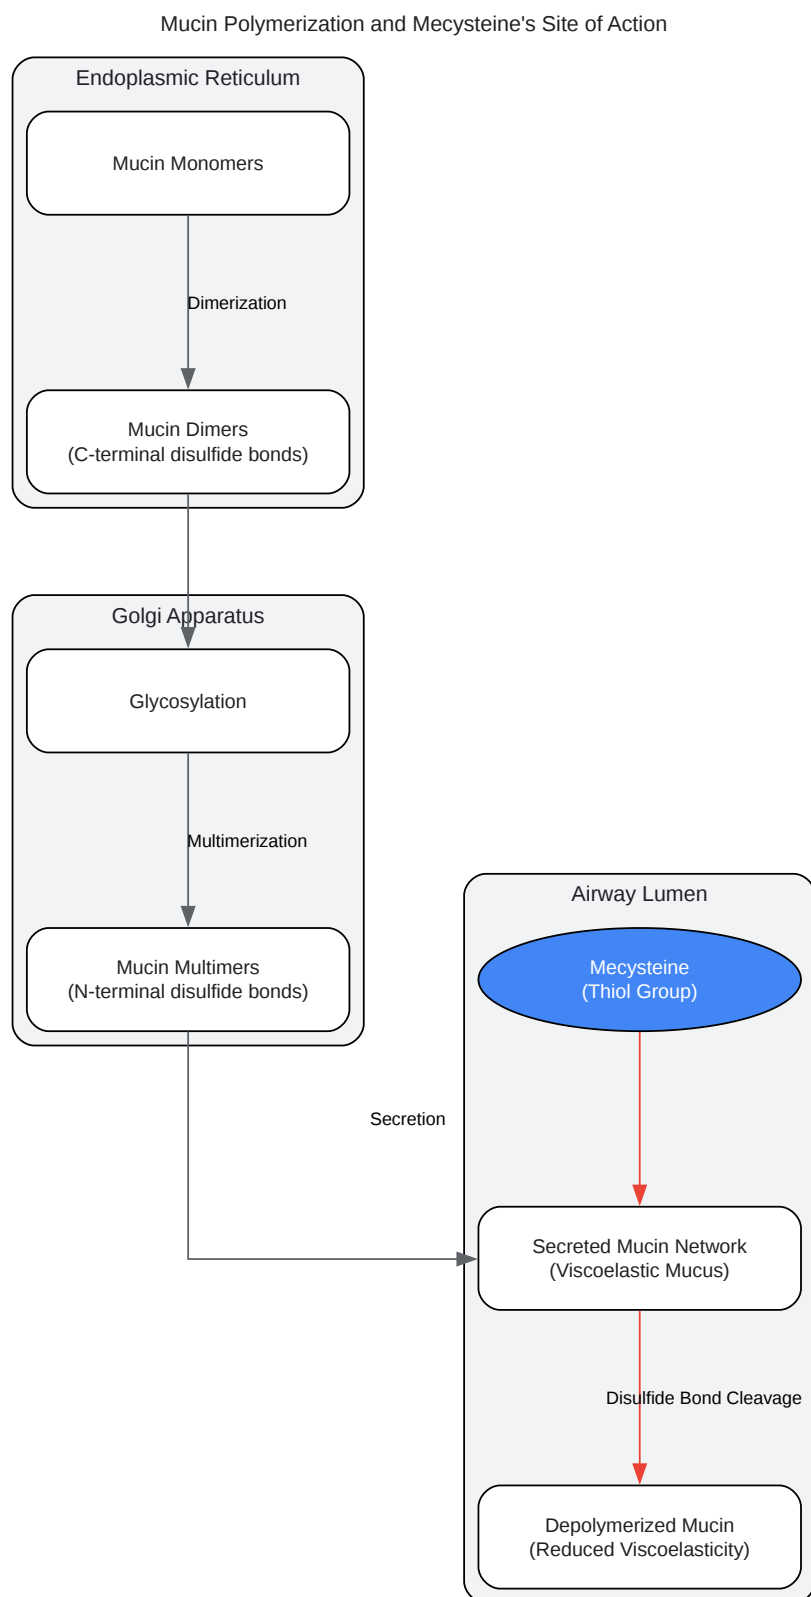 Mucin Polymerization and Mecysteine's Site of Action
Endoplasmic Reticulum
Mucin Monomers
Dimerization
Mucin Dimers
(C-terminal disulfide bonds)
Golgi Apparatus
Glycosylation
Multimerization
Mucin Multimers
(N-terminal disulfide bonds)
Secretion
Airway Lumen
Mecysteine
(Thiol Group)
Secreted Mucin Network
(Viscoelastic Mucus)
Disulfide Bond Cleavage
Depolymerized Mucin
(Reduced Viscoelasticity)